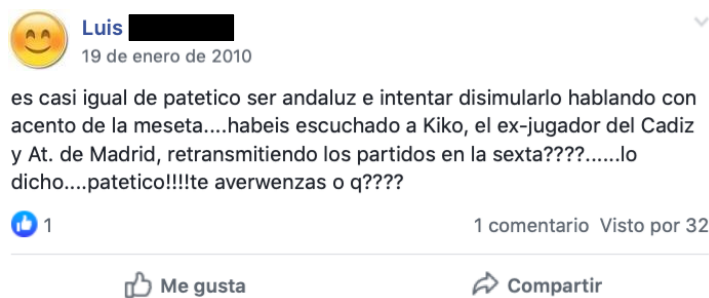 Luis
19 de enero de 2010
es casi igual de patetico ser andaluz e intentar disimularlo hablando con
acento de la meseta....habeis escuchado a Kiko, el ex-jugador del Cadiz
y At. de Madrid, retransmitiendo los partidos en la sexta????......lo
dicho....patetico!!!!te averwenzas o q????
1
1 comentario Visto por 32
Me gusta
Compartir